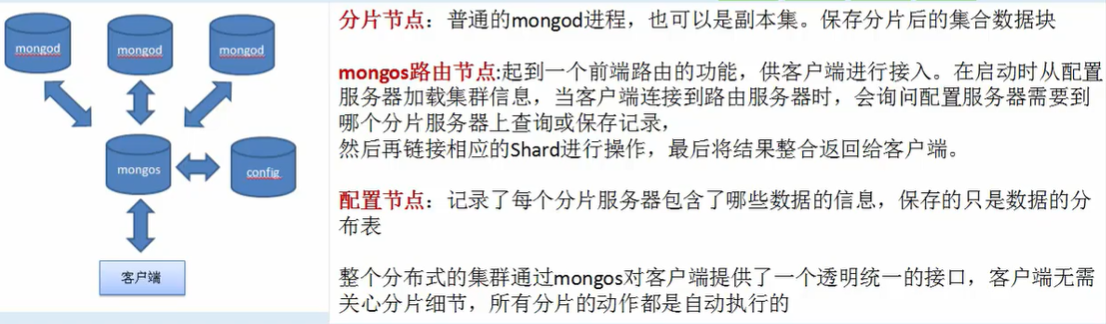 mongod
mongod
mongod
mongos
config
客户端
分片节点：普通的mongod进程，也可以是副本集。保存分片后的集合数据块
mongos路由节点:起到一个前端路由的功能，供客户端进行接入。在启动时从配置
服务器加载集群信息，当客户端连接到路由服务器时，会询问配置服务器需要到
哪个分片服务器上查询或保存记录，
然后再链接相应的Shard进行操作，最后将结果整合返回给客户端。
配置节点：记录了每个分片服务器包含了哪些数据的信息，保存的只是数据的分
布表
整个分布式的集群通过mongos对客户端提供了一个透明统一的接口，客户端无需
关心分片细节，所有分片的动作都是自动执行的